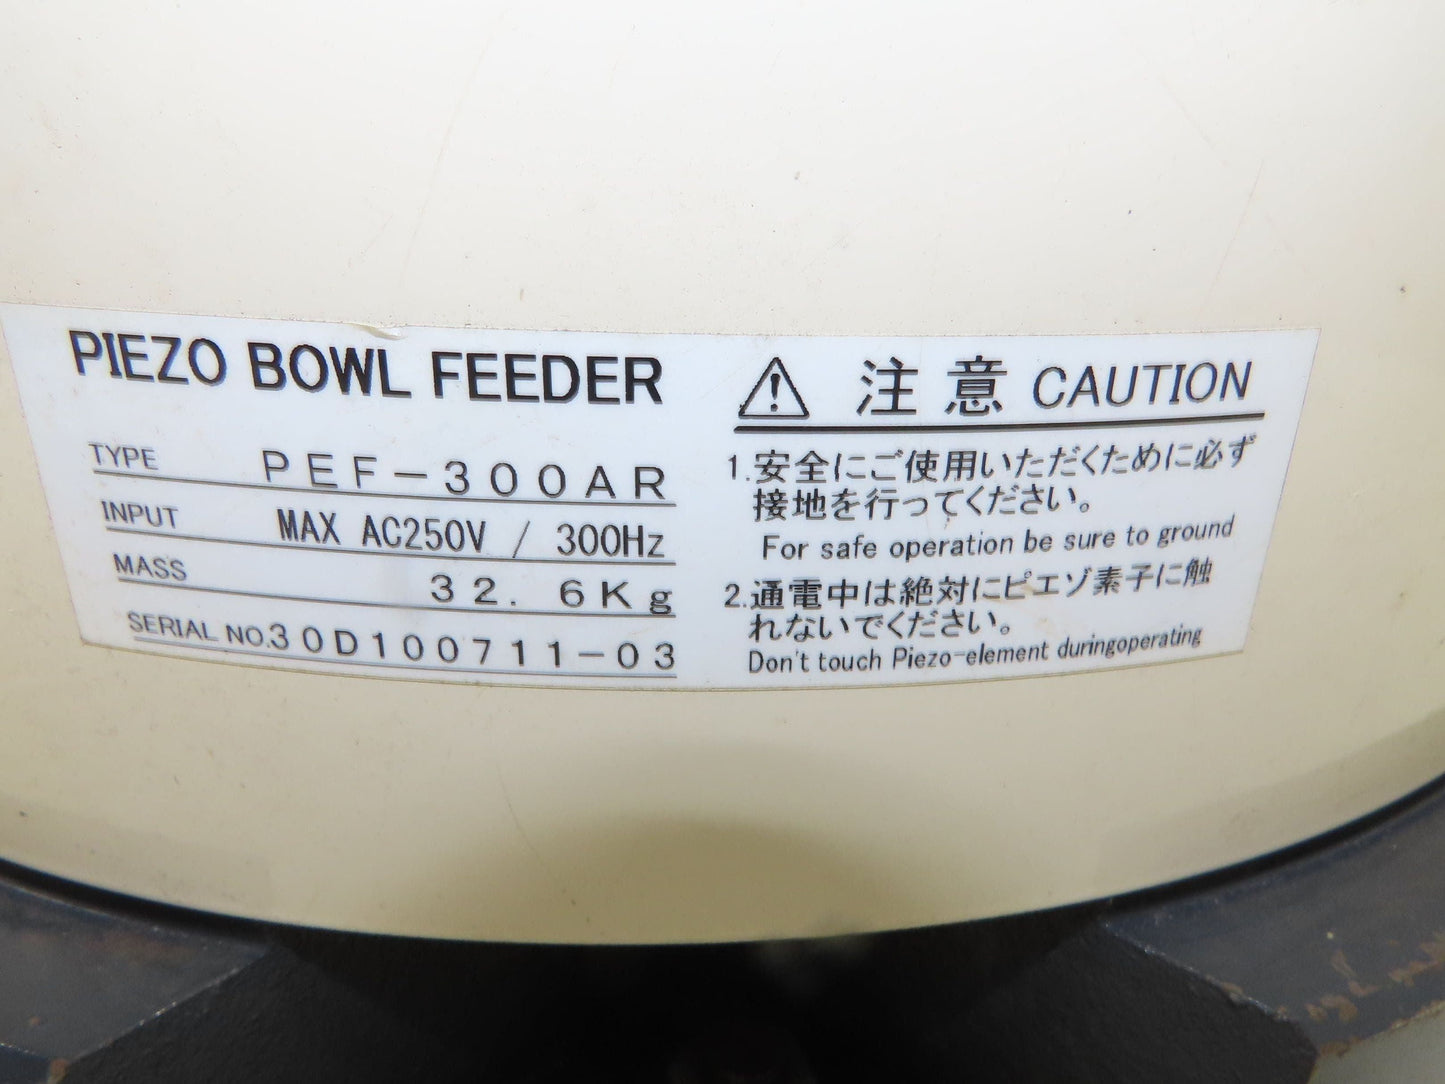 PIEZO BOWL FEEDER
TYPE PEF-300AR
INPUT MAX AC250V / 300Hz
MASS 32.6Kg
SERIAL NO.30D100711-03
注意 CAUTION
1.安全にご使用いただくために必ず
接地を行ってください。
For safe operation be sure to ground
2.通電中は絶対にピエゾ素子に触
れないでください。
Don't touch Piezo-element duringoperating